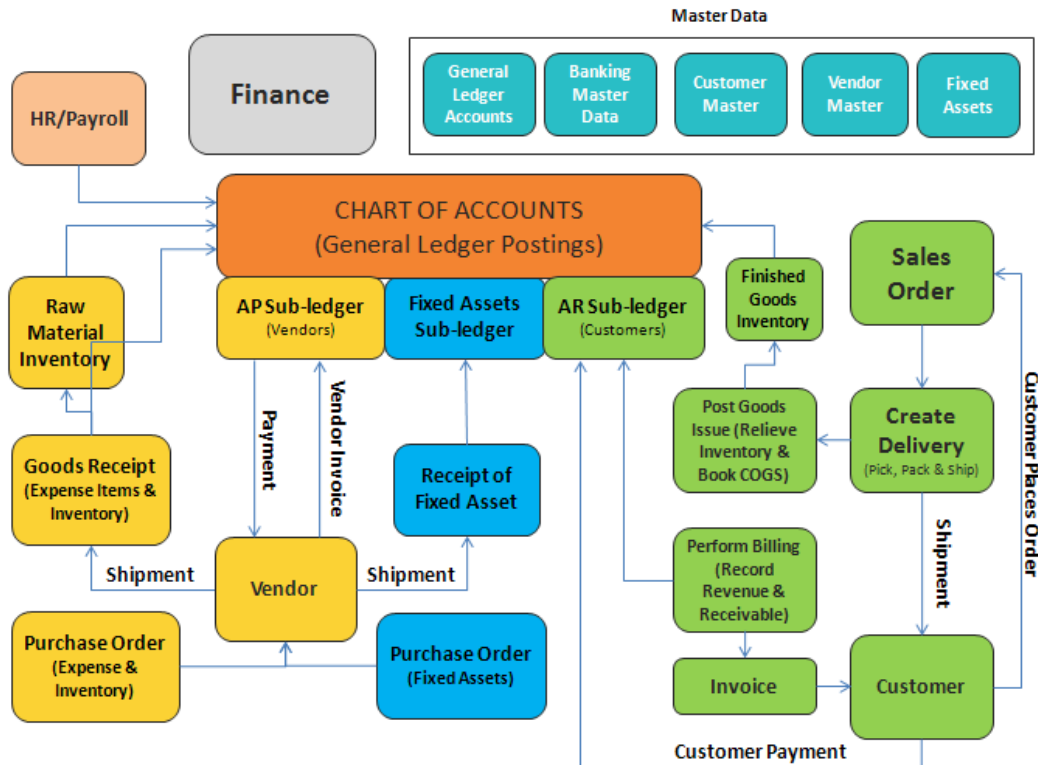 Master Data
General
Ledger
Accounts
Banking
Master
Data
Customer
Master
Vendor
Master
Fixed
Assets
Finance
HR/Payroll
CHART OF ACCOUNTS
(General Ledger Postings)
AP Sub-ledger
(Vendors)
Fixed Assets
Sub-ledger
AR Sub-ledger
(Customers)
Finished
Goods
Inventory
Sales
Order
Raw
Material
Inventory
Payment
Vendor Invoice
Post Goods
Issue (Relieve
Inventory &
Book COGS)
Create
Delivery
(Pick, Pack & Ship)
Customer Places Order
Goods Receipt
(Expense Items &
Inventory)
Receipt of
Fixed Asset
Shipment
Vendor
Shipment
Perform Billing
(Record
Revenue &
Receivable)
Shipment
Purchase Order
(Expense &
Inventory)
Purchase Order
(Fixed Assets)
Invoice
Customer
Customer Payment